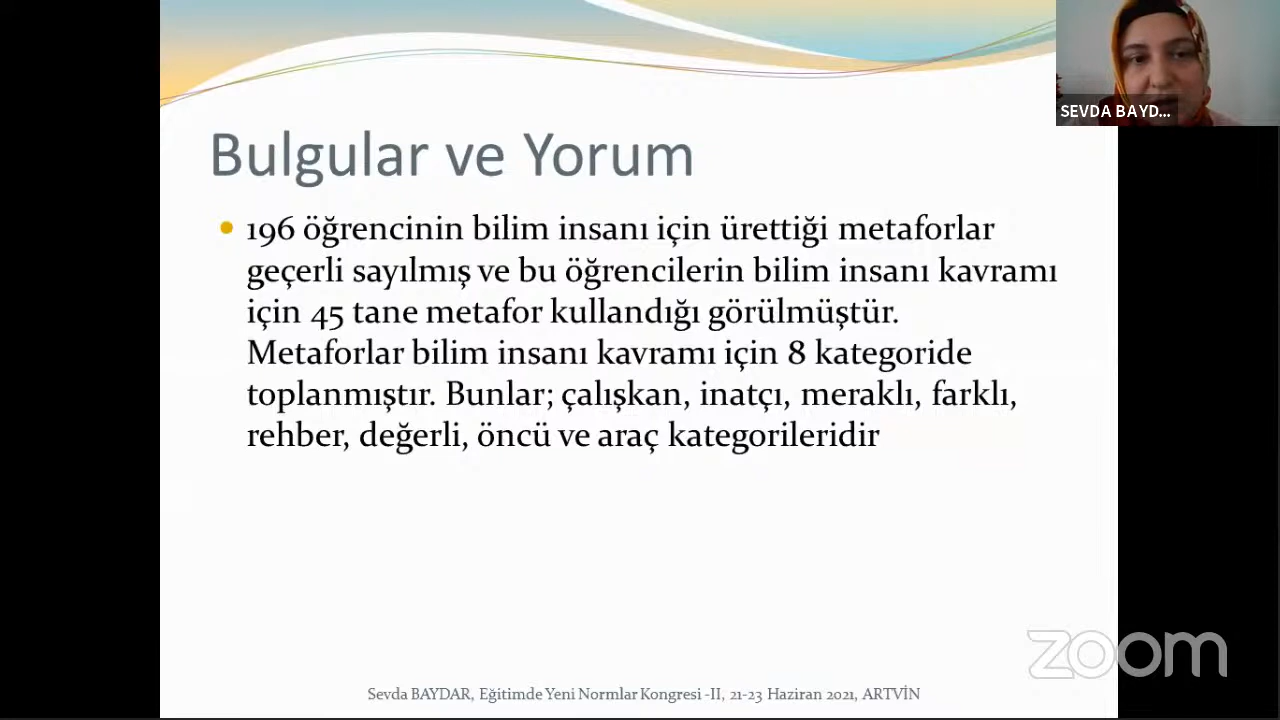 SEVDA BAYD...
Bulgular ve Yorum
196 öğrencinin bilim insanı için ürettiği metaforlar
geçerli sayılmış ve bu öğrencilerin bilim insanı kavramı
için 45 tane metafor kullandığı görülmüştür.
Metaforlar bilim insanı kavramı için 8 kategoride
toplanmıştır. Bunlar; çalışkan, inatçı, meraklı, farklı,
rehber, değerli, öncü ve araç kategorileridir
zoom
Sevda BAYDAR, Eğitimde Yeni Normlar Kongresi -II, 21-23 Haziran 2021, ARTVİN